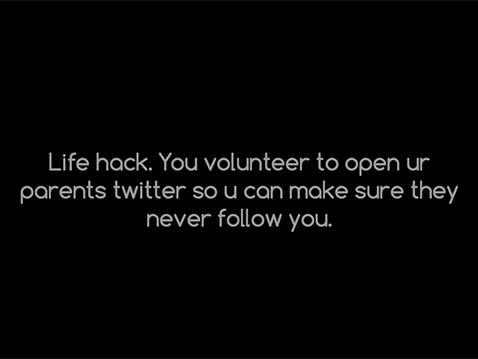 Life hack. You volunteer to open ur
parents twitter so u can make sure they
never follow you.